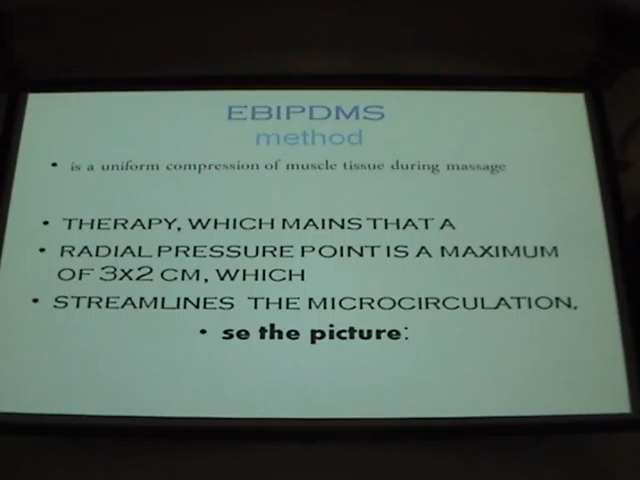 EBIPDMS
method
• is a uniform compression of muscle tissue during massage
• THERAPY, WHICH MAINS THAT A
• RADIAL PRESSURE POINT IS A MAXIMUM
OF 3X2 CM, WHICH
• STREAMLINES THE MICROCIRCULATION.
• se the picture: